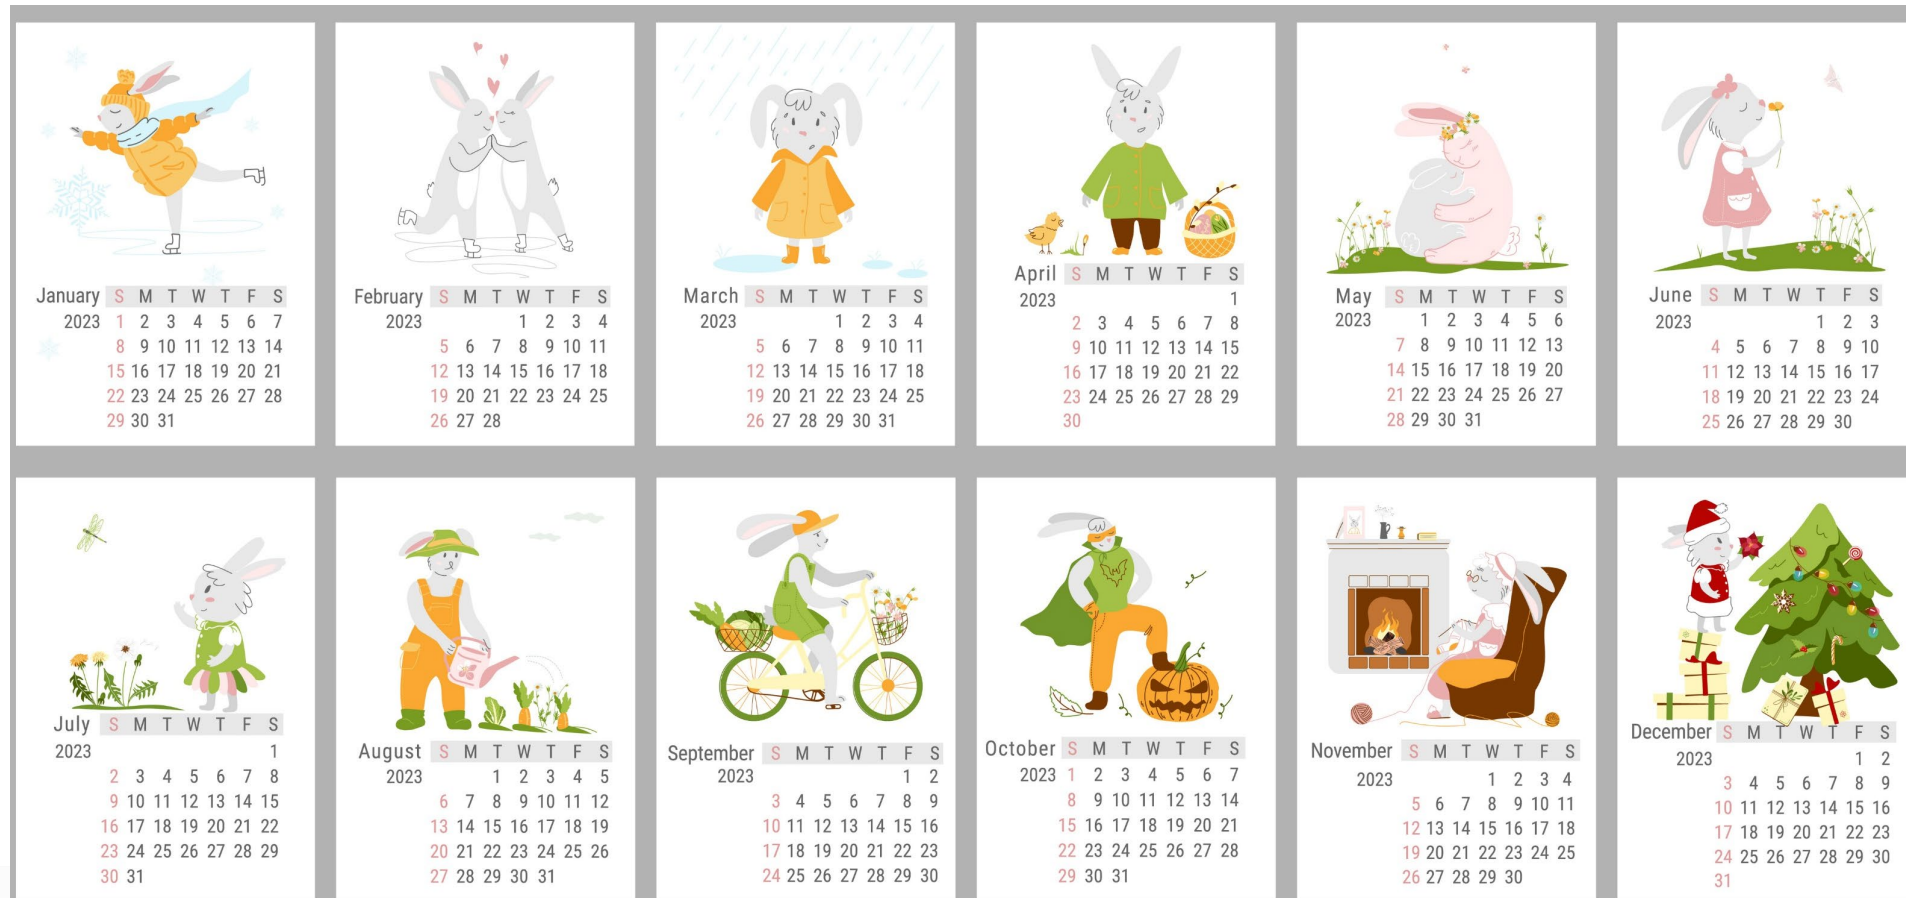 January S M T W T F S
2023 1 2 3 4 5 6 7
8 9 10 11 12 13 14
15 16 17 18 19 20 21
22 23 24 25 26 27 28
29 30 31
February S M T W T F S
2023 1 2 3 4
5 6 7 8 9 10 11
12 13 14 15 16 17 18
19 20 21 22 23 24 25
26 27 28
March S M T W T F S
2023 1 2 3 4
5 6 7 8 9 10 11
12 13 14 15 16 17 18
19 20 21 22 23 24 25
26 27 28 29 30 31
April S M T W T F S
2023 1
2 3 4 5 6 7 8
9 10 11 12 13 14 15
16 17 18 19 20 21 22
23 24 25 26 27 28 29
30
May S M T W T F S
2023 1 2 3 4 5 6
7 8 9 10 11 12 13
14 15 16 17 18 19 20
21 22 23 24 25 26 27
28 29 30 31
June S M T W T F S
2023 1 2 3
4 5 6 7 8 9 10
11 12 13 14 15 16 17
18 19 20 21 22 23 24
25 26 27 28 29 30
July S M T W T F S
2023 1
2 3 4 5 6 7 8
9 10 11 12 13 14 15
16 17 18 19 20 21 22
23 24 25 26 27 28 29
30 31
August S M T W T F S
2023 1 2 3 4 5
6 7 8 9 10 11 12
13 14 15 16 17 18 19
20 21 22 23 24 25 26
27 28 29 30 31
September S M T W T F S
2023 1 2
3 4 5 6 7 8 9
10 11 12 13 14 15 16
17 18 19 20 21 22 23
24 25 26 27 28 29 30
October S M T W T F S
2023 1 2 3 4 5 6 7
8 9 10 11 12 13 14
15 16 17 18 19 20 21
22 23 24 25 26 27 28
29 30 31
November S M T W T F S
2023 1 2 3 4
5 6 7 8 9 10 11
12 13 14 15 16 17 18
19 20 21 22 23 24 25
26 27 28 29 30
December S M T W T F S
2023 1 2
3 4 5 6 7 8 9
10 11 12 13 14 15 16
17 18 19 20 21 22 23
24 25 26 27 28 29 30
31